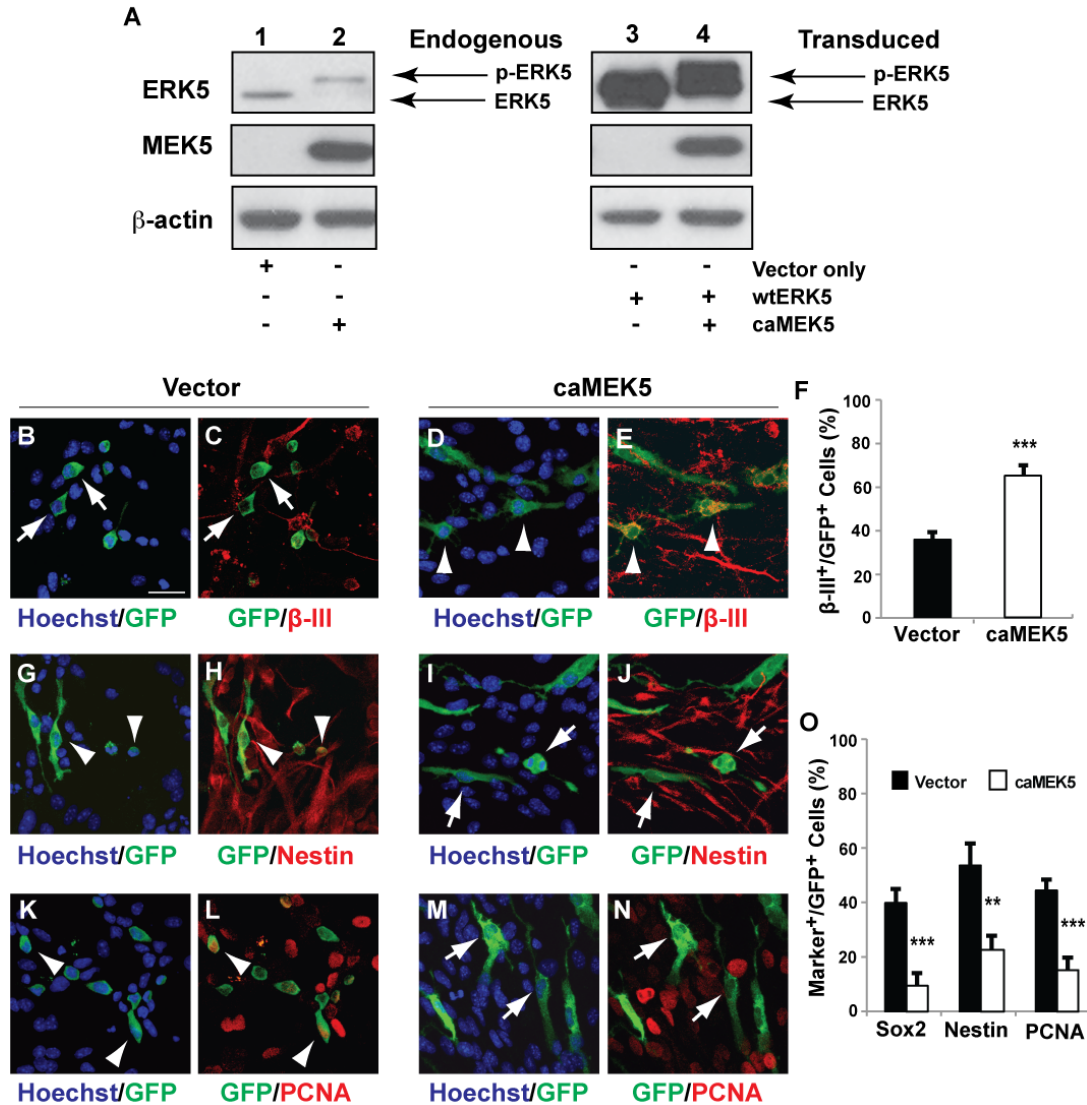 A
1 2 Endogenous 3 4 Transduced
ERK5 p-ERK5 p-ERK5
ERK5 ERK5
MEK5
β-actin
+ - - - Vector only
- - + + wtERK5
- + - + caMEK5
Vector caMEK5
B C D E
Hoechst/GFP GFP/β-III Hoechst/GFP GFP/β-III
F
β-III⁺/GFP⁺ Cells (%)
100
80
60
40
20
0
***
Vector caMEK5
G H I J
Hoechst/GFP GFP/Nestin Hoechst/GFP GFP/Nestin
K L M N
Hoechst/GFP GFP/PCNA Hoechst/GFP GFP/PCNA
O
Marker⁺/GFP⁺ Cells (%)
100
80
60
40
20
0
Vector caMEK5
*** ** ***
Sox2 Nestin PCNA